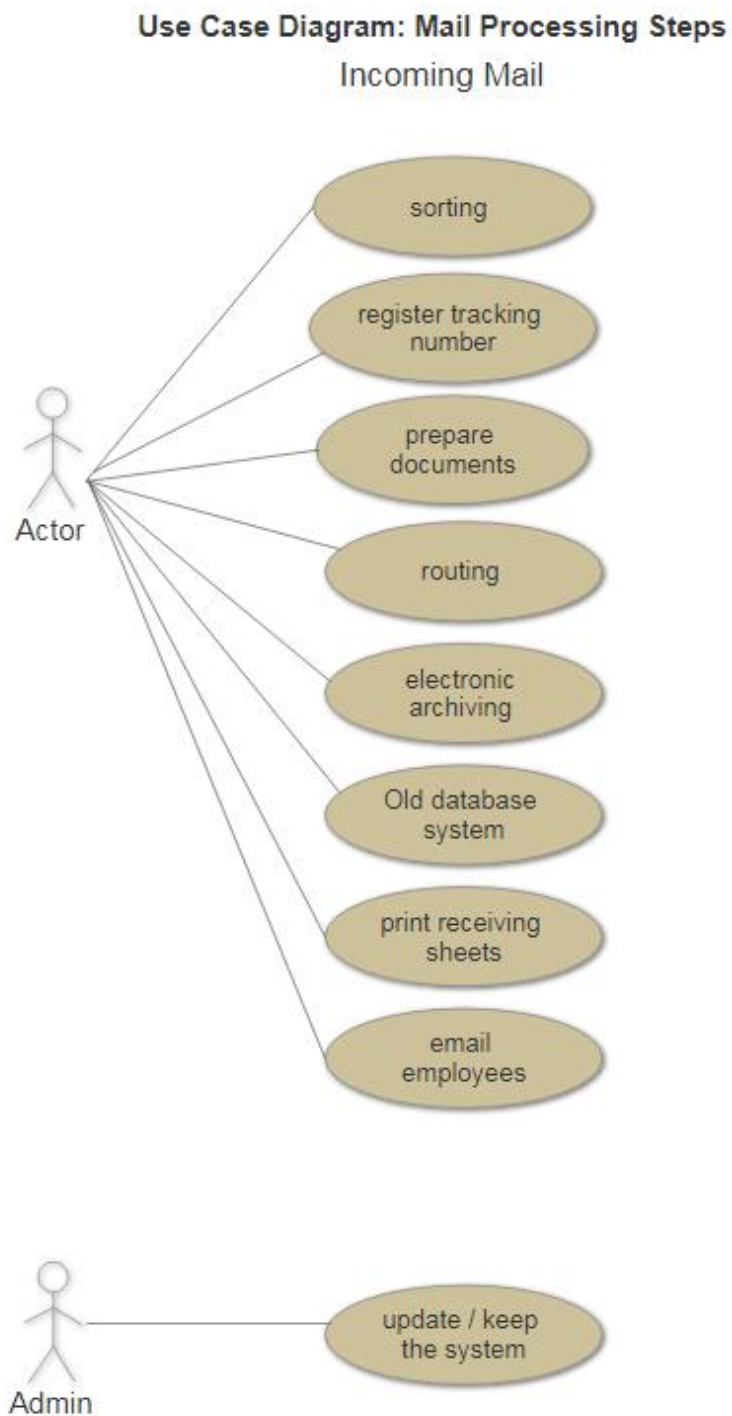 Use Case Diagram: Mail Processing Steps
Incoming Mail
sorting
register tracking
number
prepare
documents
Actor
routing
electronic
archiving
Old database
system
print receiving
sheets
email
employees
update / keep
the system
Admin